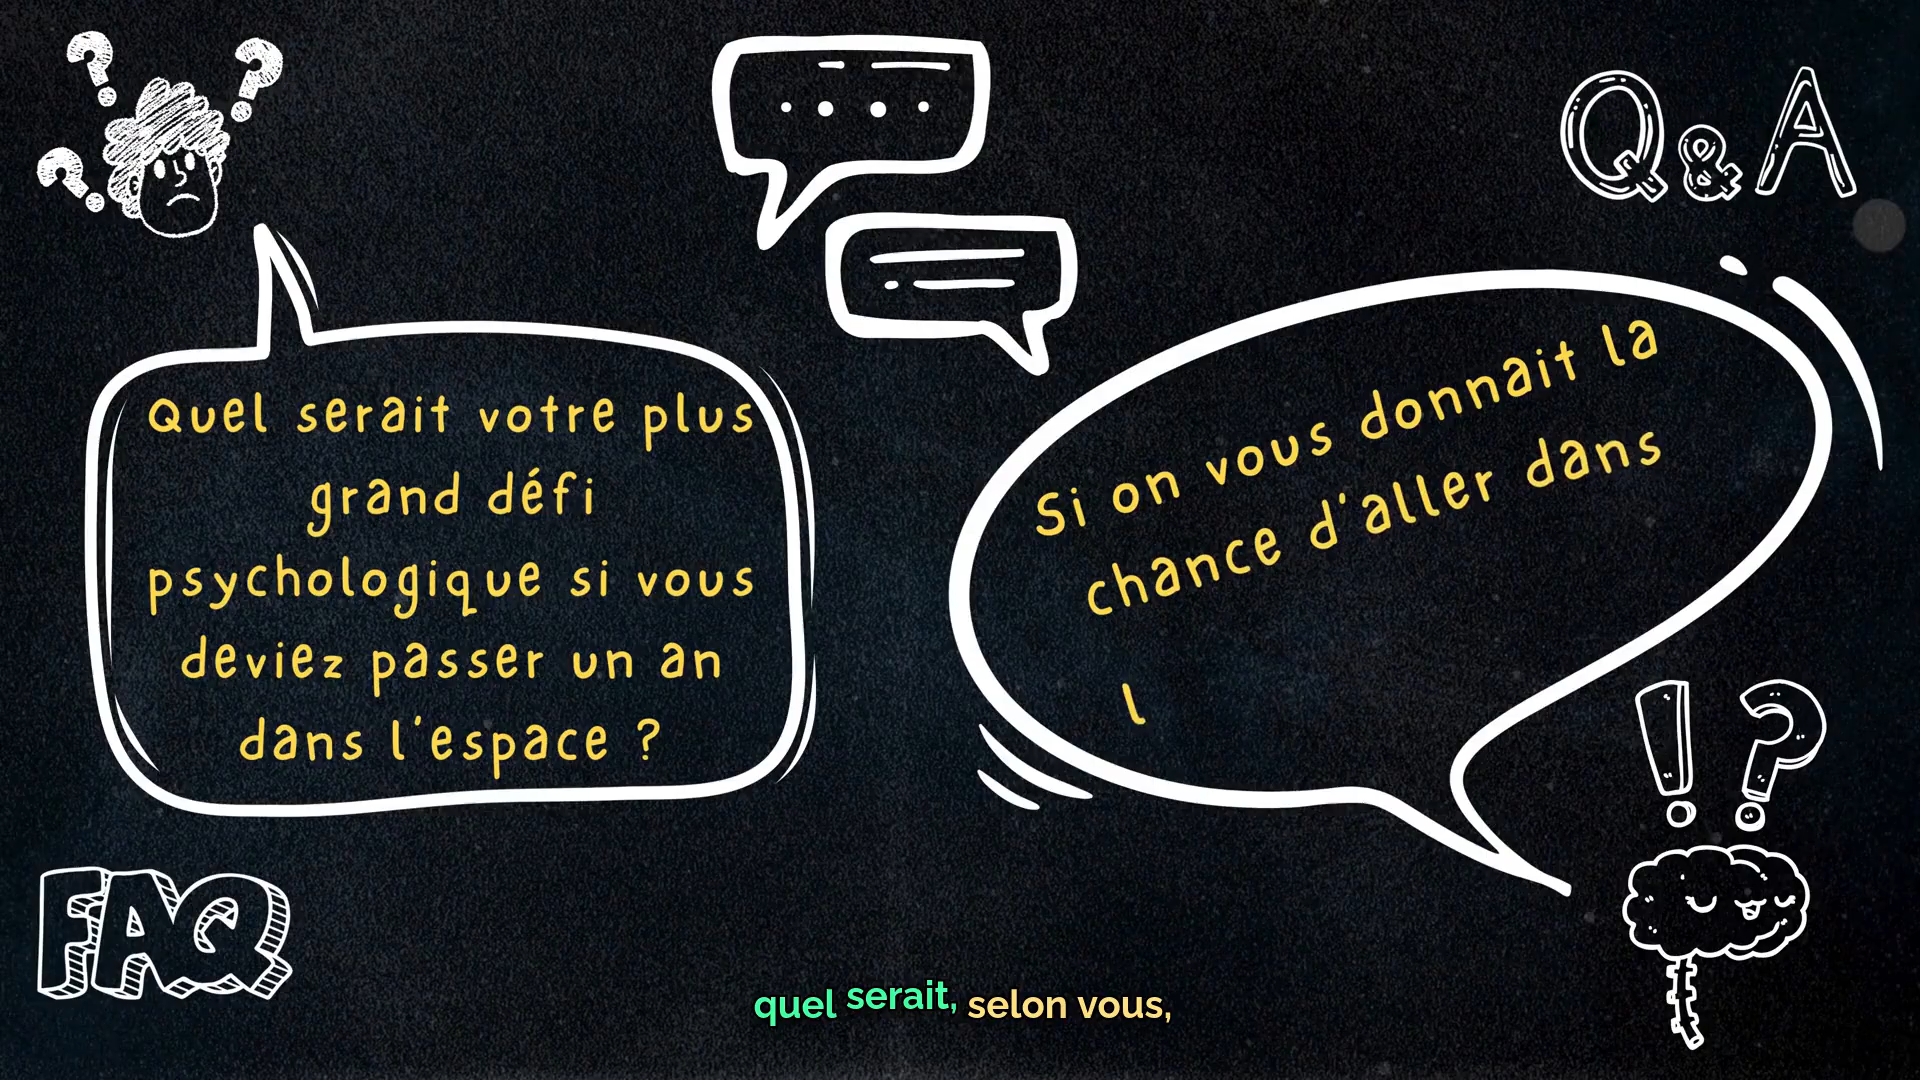 Q & A
Quel serait votre plus
grand défi
psychologique si vous
deviez passer un an
dans l'espace ?
Si on vous donnait la
chance d'aller dans
l
! ?
FAQ
quel serait, selon vous,